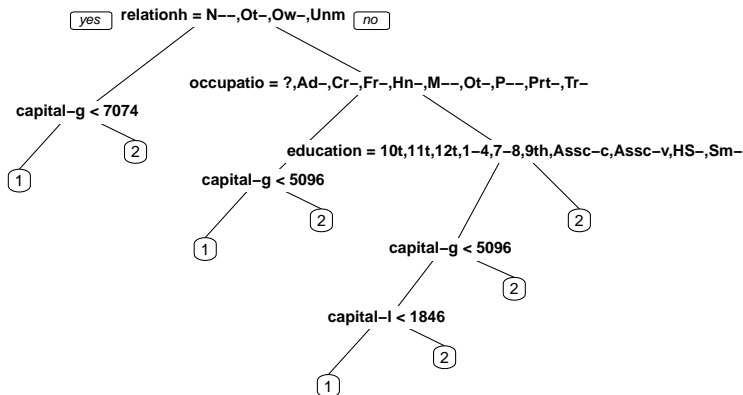 yes relationh = N−−,Ot−,Ow−,Unm no
occupatio = ?,Ad−,Cr−,Fr−,Hn−,M−−,Ot−,P−−,Prt−,Tr−
capital−g < 7074
2
education = 10t,11t,12t,1−4,7−8,9th,Assc−c,Assc−v,HS−,Sm−
1
capital−g < 5096
2
2
1
capital−g < 5096
2
capital−l < 1846
2
1